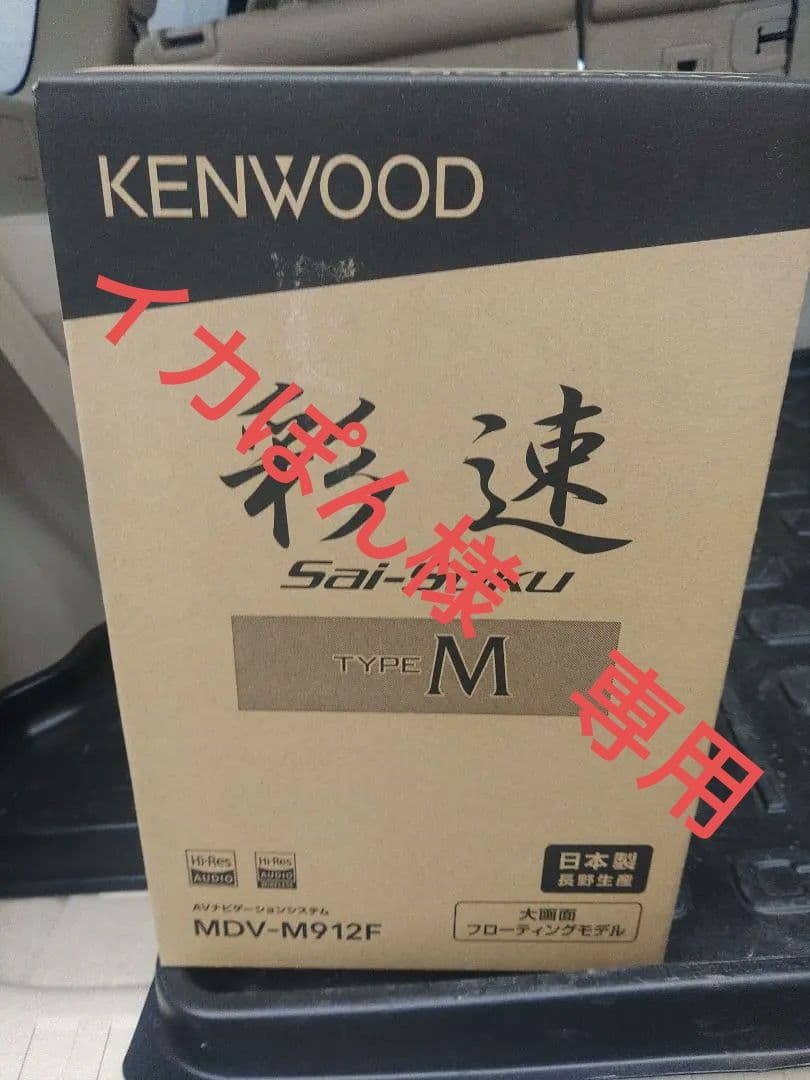 KENWOOD
イカぽん様
専用
彩速
Sai-Soku
TYPE M
Hi-Res
AUDIO
Hi-Res
AUDIO
WIRELESS
日本製
長野生産
AVナビゲーションシステム
MDV-M912F
大画面
フローティングモデル